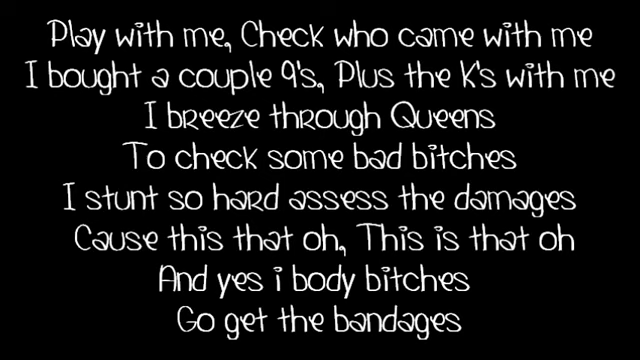 Play with me, Check who came with me
I bought a couple 9's, Plus the K's with me
I breeze through Queens
To check some bad bitches
I stunt so hard assess the damages
Cause this that oh, This is that oh
And yes i body bitches
Go get the bandages